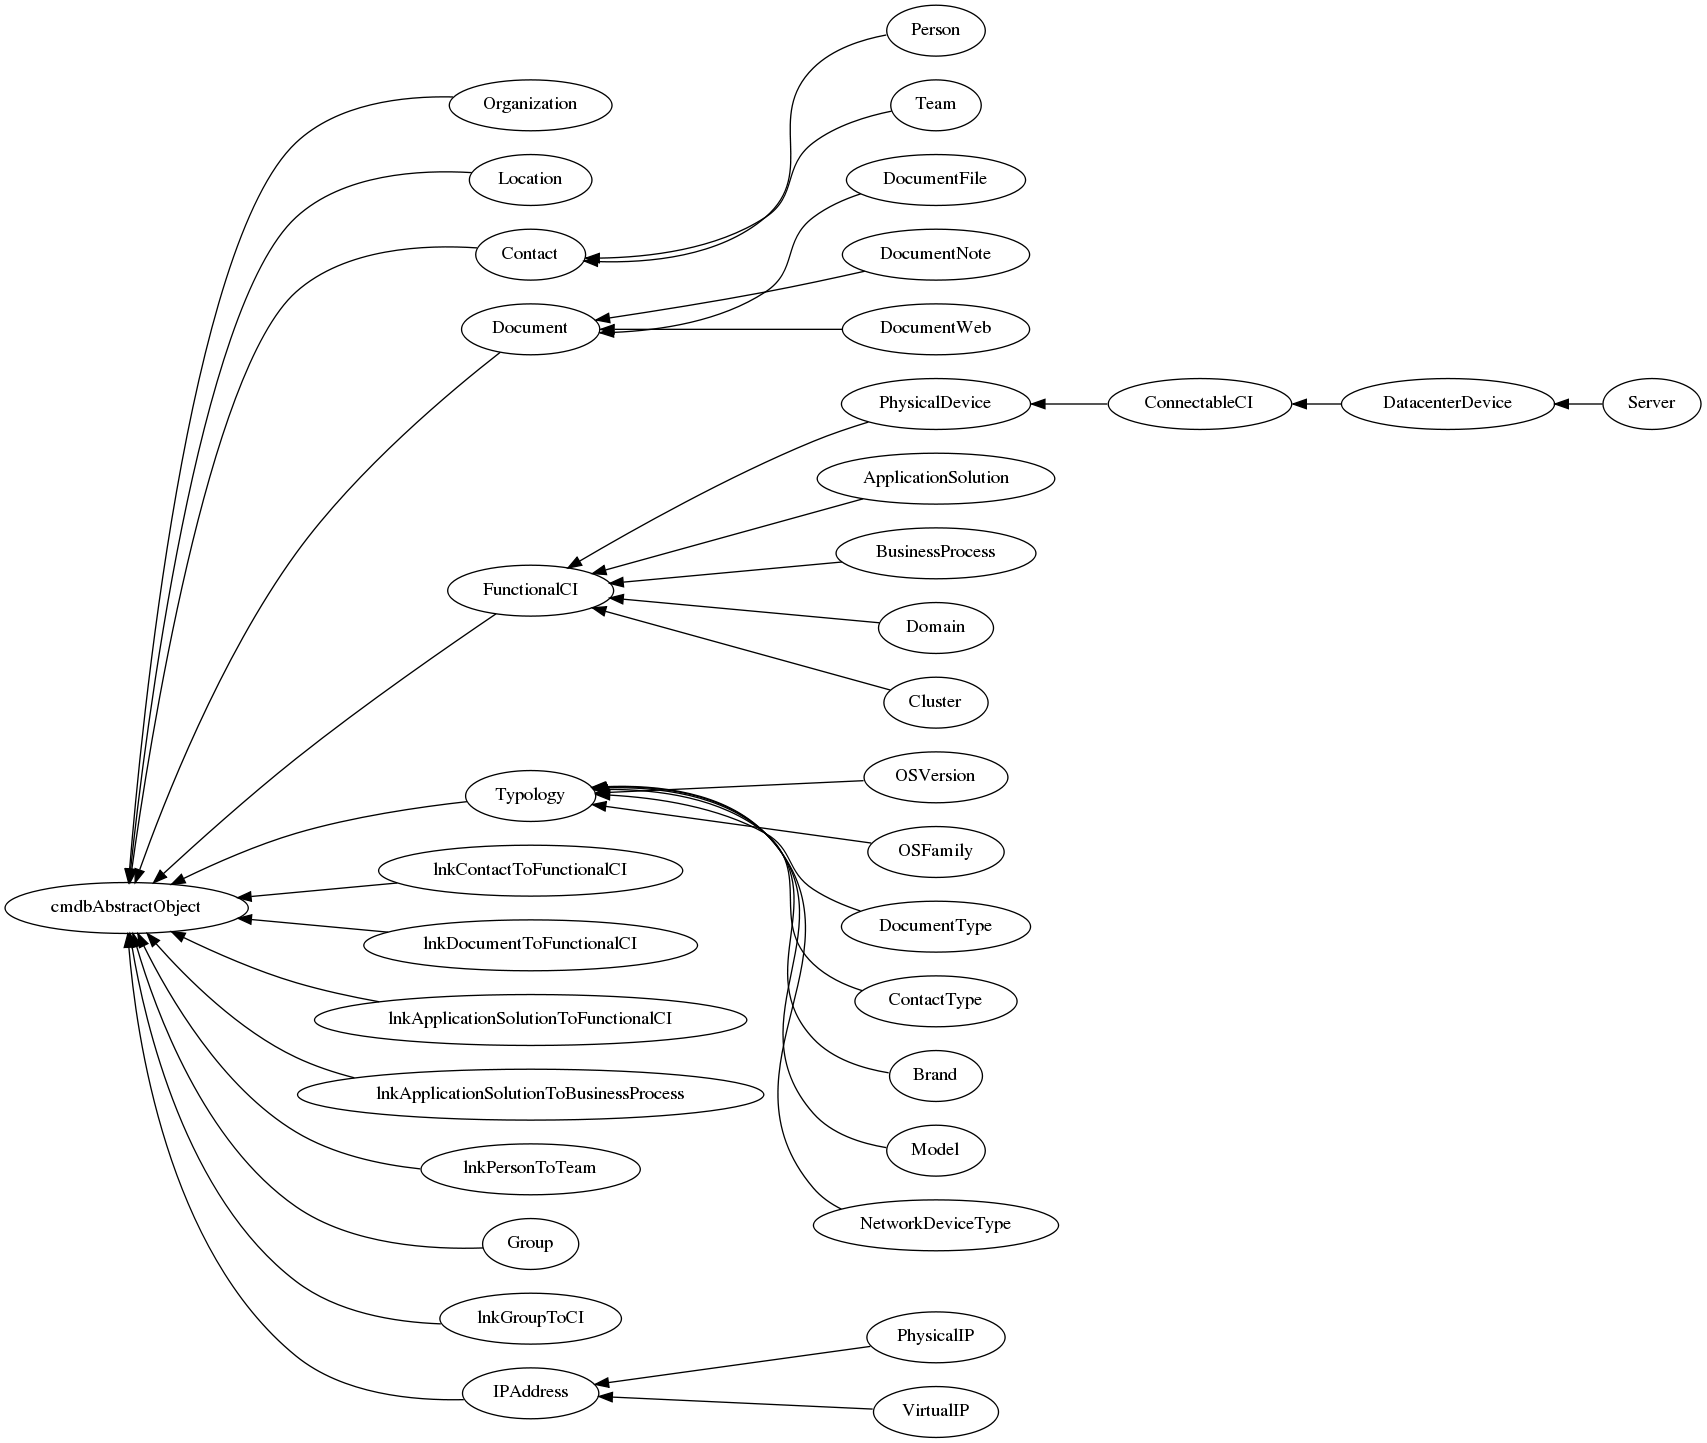 Person
Organization
Team
Location
DocumentFile
Contact
DocumentNote
Document
DocumentWeb
PhysicalDevice
ConnectableCI
DatacenterDevice
Server
ApplicationSolution
BusinessProcess
FunctionalCI
Domain
Cluster
OSVersion
Typology
OSFamily
lnkContactToFunctionalCI
cmdbAbstractObject
DocumentType
lnkDocumentToFunctionalCI
ContactType
lnkApplicationSolutionToFunctionalCI
Brand
lnkApplicationSolutionToBusinessProcess
Model
lnkPersonToTeam
NetworkDeviceType
Group
lnkGroupToCI
PhysicalIP
IPAddress
VirtualIP